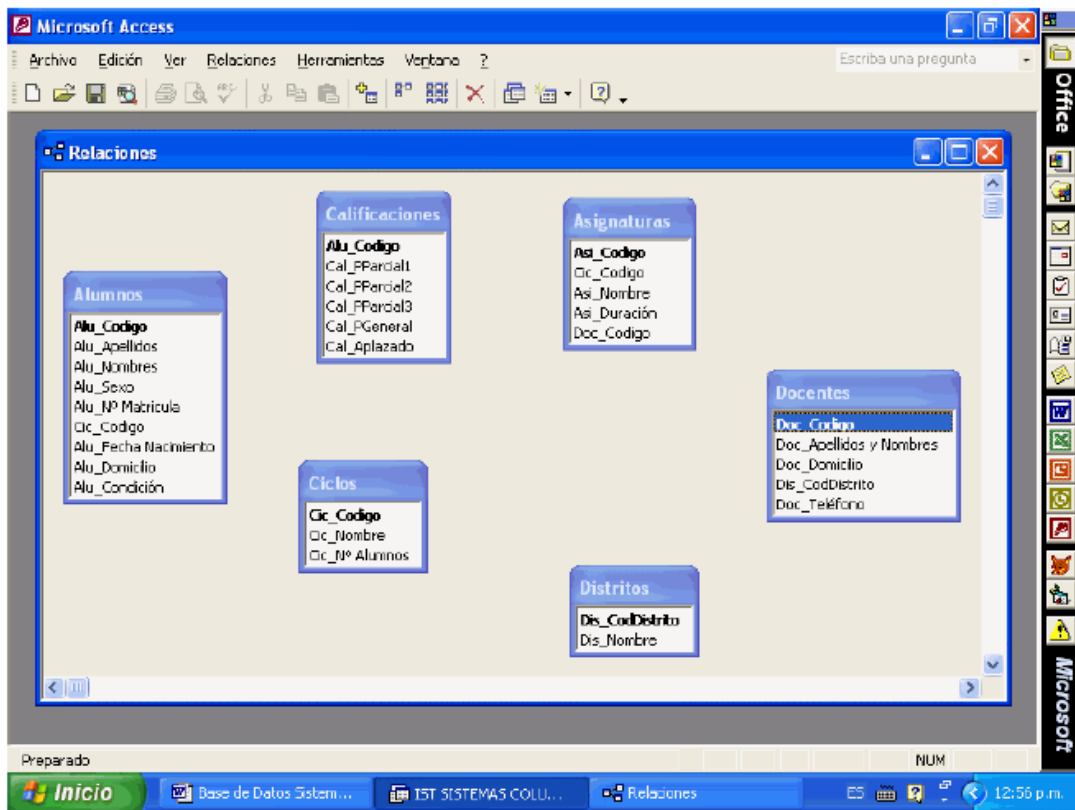 Microsoft Access
Archivo Edición Ver Relaciones Herramientas Ventana ?
Escriba una pregunta
Office
Relaciones
Calificaciones
Alu_Codigo
Cal_PParcial1
Cal_PParcial2
Cal_PParcial3
Cal_PGeneral
Cal_Aplazado
Asignaturas
Asi_Codigo
Cic_Codigo
Asi_Nombre
Asi_Duración
Doc_Codigo
Alumnos
Alu_Codigo
Alu_Apellidos
Alu_Nombres
Alu_Sexo
Alu_Nº Matricula
Cic_Codigo
Alu_Fecha Nacimiento
Alu_Domicilio
Alu_Condición
Docentes
Doc_Codigo
Doc_Apellidos y Nombres
Doc_Domicilio
Dis_CodDistrito
Doc_Teléfono
Ciclos
Cic_Codigo
Cic_Nombre
Cic_Nº Alumnos
Distritos
Dis_CodDistrito
Dis_Nombre
Microsoft
Preparado
NUM
Inicio
Base de Datos Sistem...
IST SISTEMAS COLU...
Relaciones
ES
12:56 p.m.